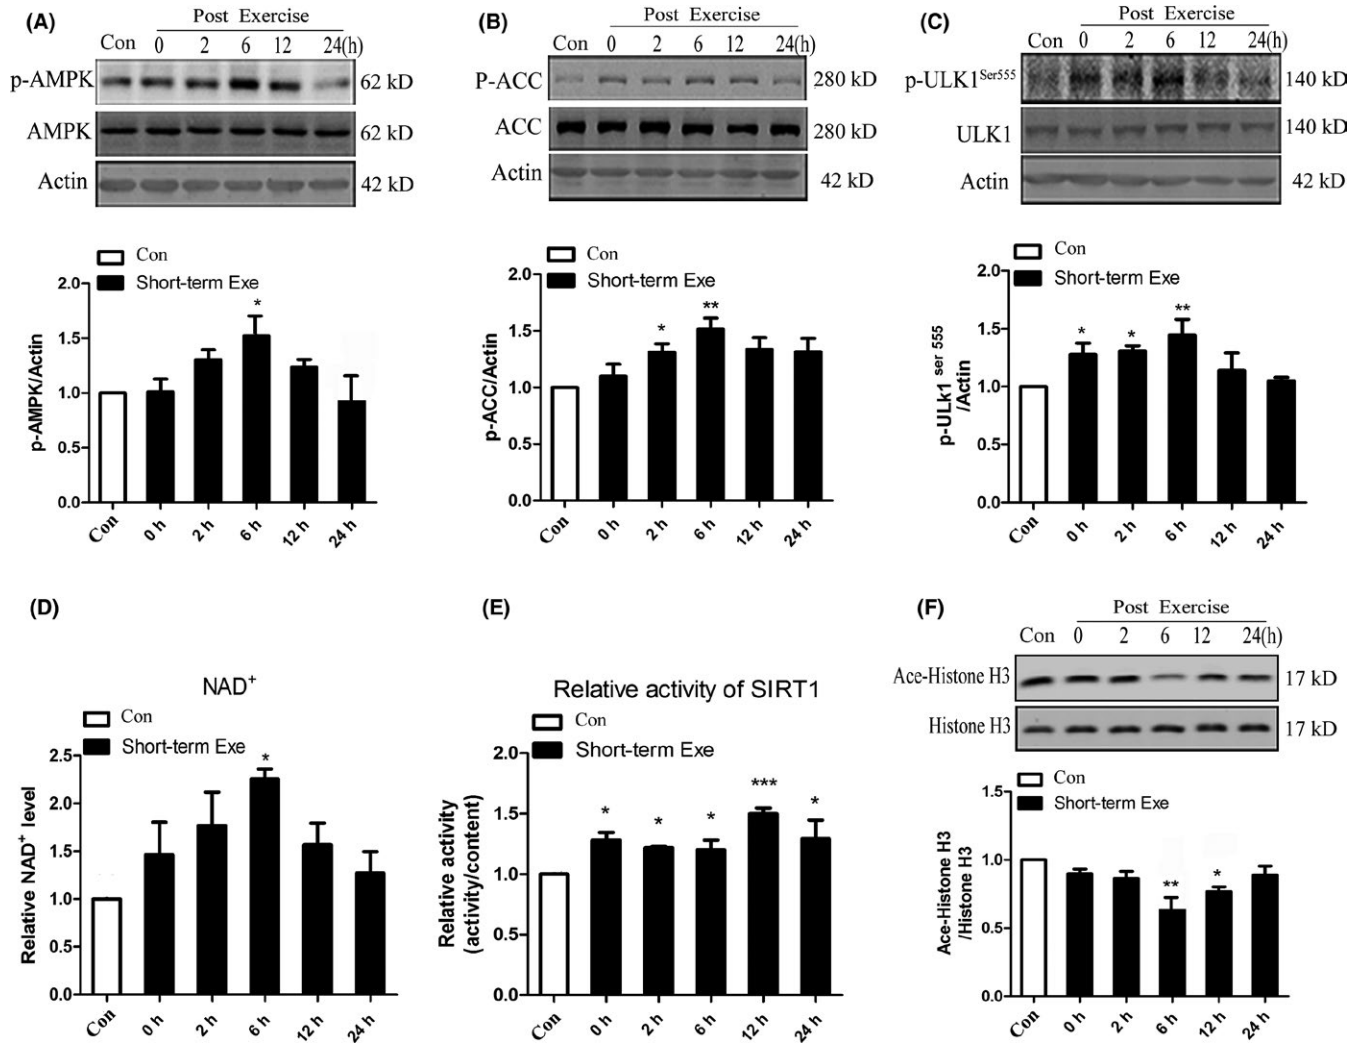 (A)
Post Exercise
Con 0 2 6 12 24(h)
p-AMPK 62 kD
AMPK 62 kD
Actin 42 kD
Con
Short-term Exe
p-AMPK/Actin
2.0
*
1.5
1.0
0.5
0.0
Con 0 h 2 h 6 h 12 h 24 h
(B)
Post Exercise
Con 0 2 6 12 24(h)
P-ACC 280 kD
ACC 280 kD
Actin 42 kD
Con
Short-term Exe
p-ACC/Actin
2.0
* **
1.5
1.0
0.5
0.0
Con 0 h 2 h 6 h 12 h 24 h
(C)
Post Exercise
Con 0 2 6 12 24(h)
p-ULK1Ser555 140 kD
ULK1 140 kD
Actin 42 kD
Con
Short-term Exe
p-ULk1 ser 555
/Actin
2.0
* * **
1.5
1.0
0.5
0.0
Con 0 h 2 h 6 h 12 h 24 h
(D)
NAD+
Con
Short-term Exe
Relative NAD+ level
2.5
*
2.0
1.5
1.0
0.5
0.0
Con 0 h 2 h 6 h 12 h 24 h
(E)
Relative activity of SIRT1
Con
Short-term Exe
Relative activity
(activity/content)
2.0
* * * *** *
1.5
1.0
0.5
0.0
Con 0 h 2 h 6 h 12 h 24 h
(F)
Post Exercise
Con 0 2 6 12 24(h)
Ace-Histone H3 17 kD
Histone H3 17 kD
Con
Short-term Exe
Ace-Histone H3
/Histone H3
1.5
1.0
** *
0.5
0.0
Con 0 h 2 h 6 h 12 h 24 h